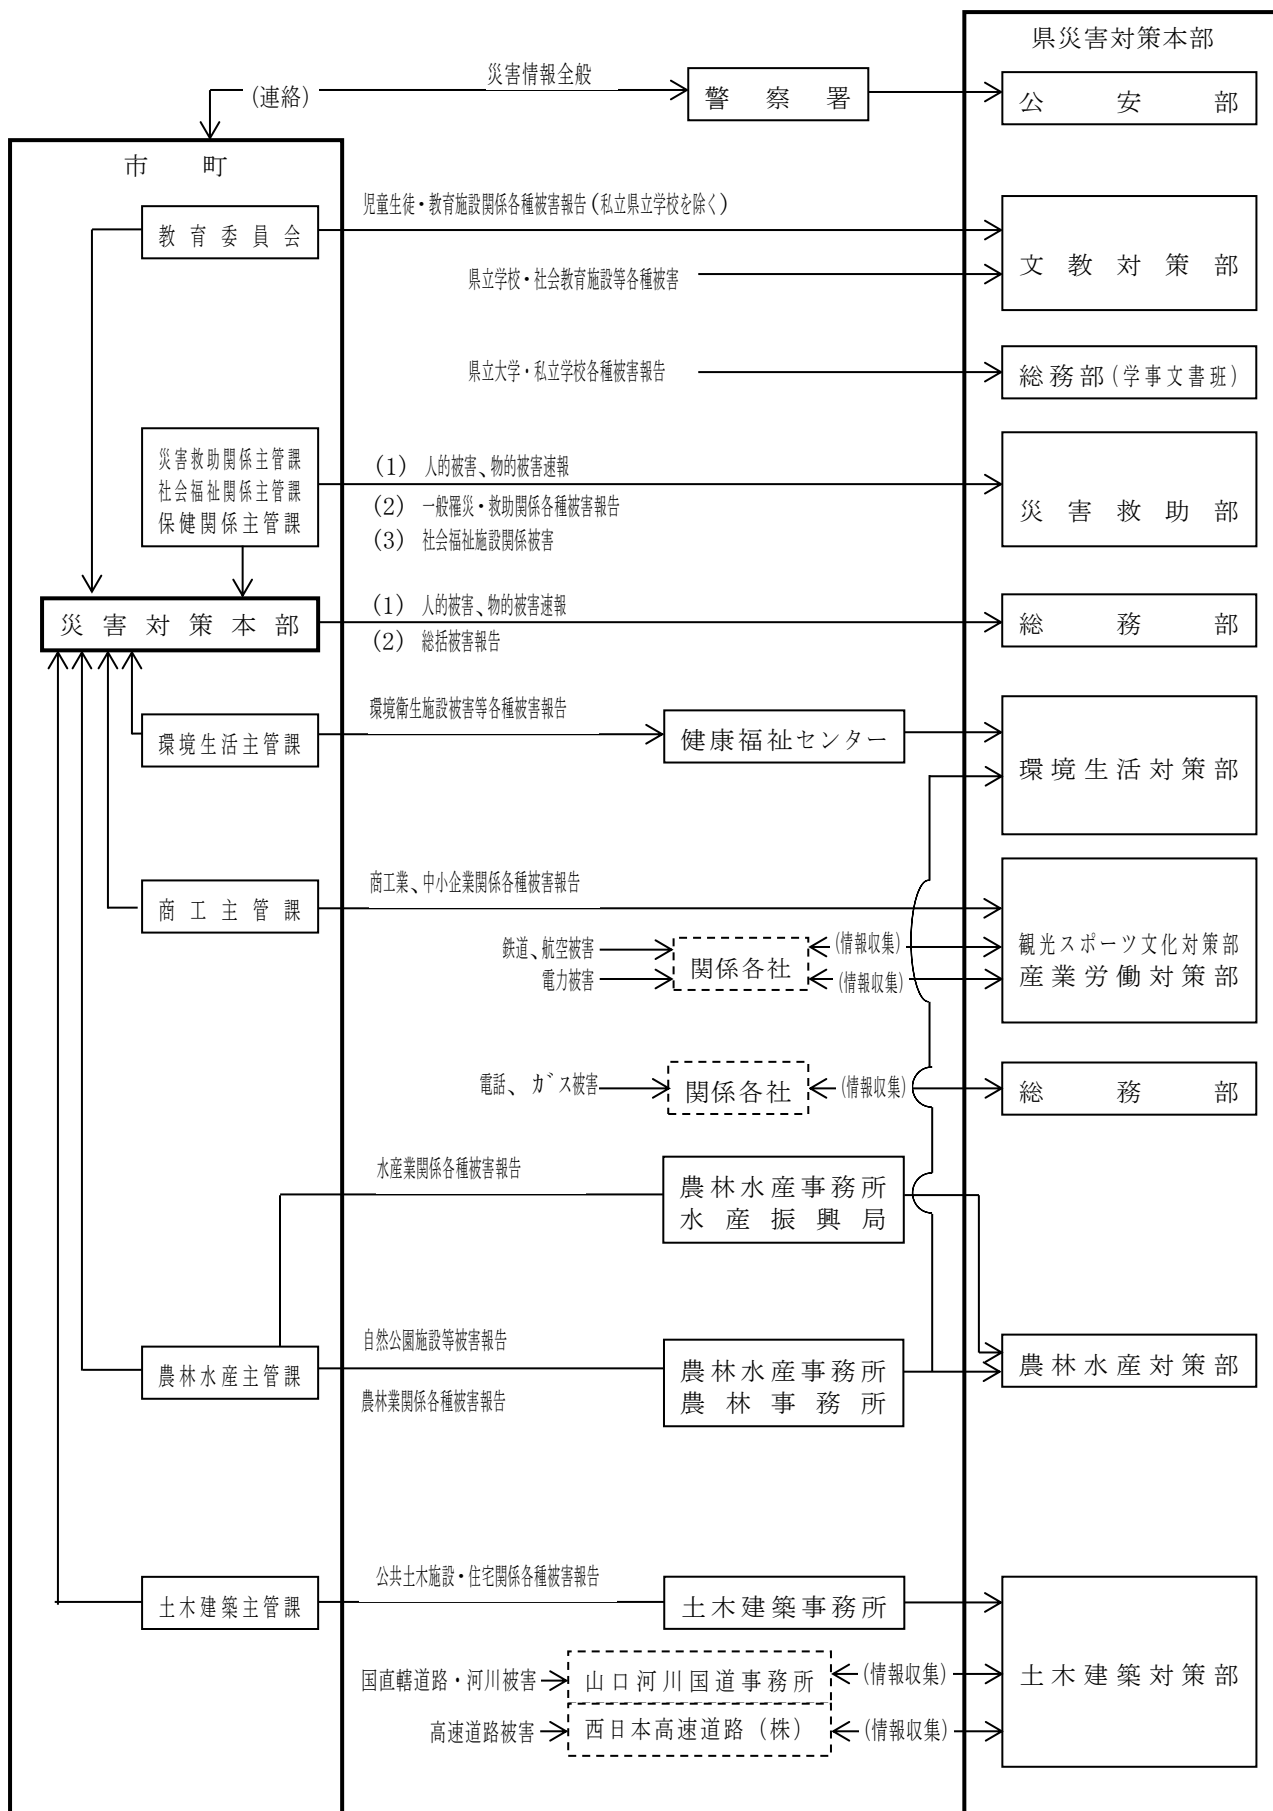 県災害対策本部
災害情報全般
(連絡)
警察署
公安部
市町
児童生徒・教育施設関係各種被害報告(私立県立学校を除く)
教育委員会
文教対策部
県立学校・社会教育施設等各種被害
県立大学・私立学校各種被害報告
総務部(学事文書班)
災害救助関係主管課
社会福祉関係主管課
保健関係主管課
(1) 人的被害、物的被害速報
(2) 一般罹災・救助関係各種被害報告
(3) 社会福祉施設関係被害
災害救助部
災害対策本部
(1) 人的被害、物的被害速報
(2) 総括被害報告
総務部
環境衛生施設被害等各種被害報告
環境生活主管課
健康福祉センター
環境生活対策部
商工業、中小企業関係各種被害報告
商工主管課
鉄道、航空被害
電力被害
関係各社
(情報収集)
(情報収集)
観光スポーツ文化対策部
産業労働対策部
電話、ガス被害
関係各社
(情報収集)
総務部
水産業関係各種被害報告
農林水産事務所
水産振興局
自然公園施設等被害報告
農林水産主管課
農林業関係各種被害報告
農林水産事務所
農林事務所
農林水産対策部
公共土木施設・住宅関係各種被害報告
土木建築主管課
土木建築事務所
国直轄道路・河川被害
山口河川国道事務所
(情報収集)
土木建築対策部
高速道路被害
西日本高速道路（株）
(情報収集)